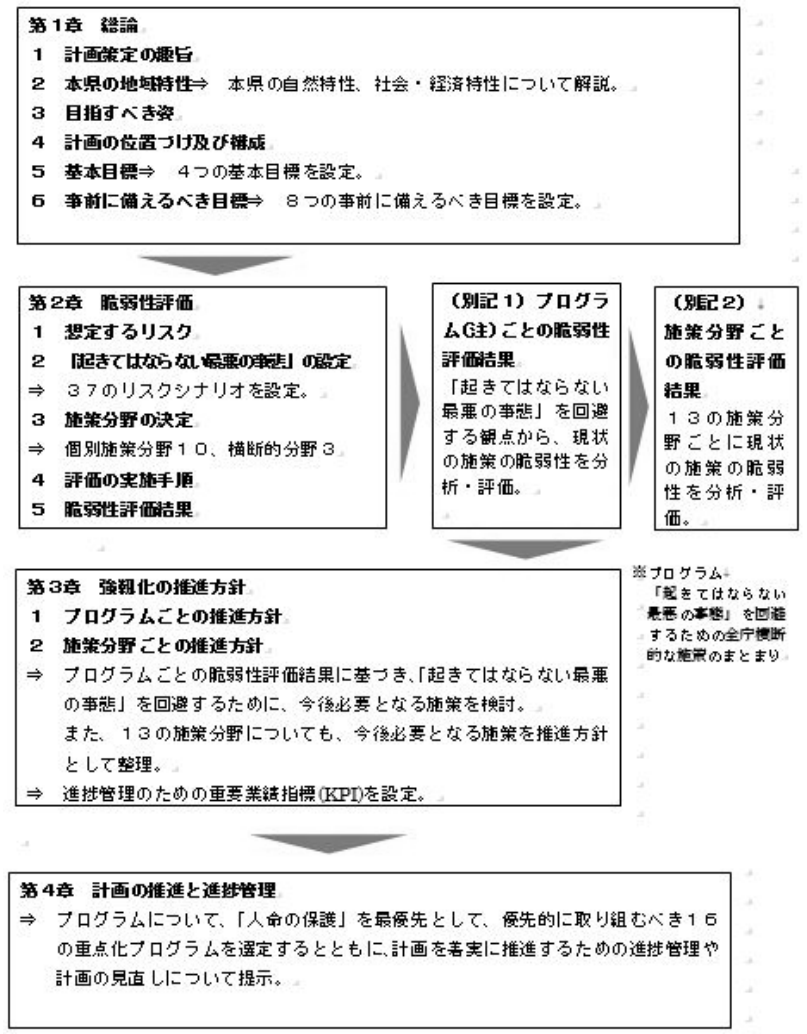 第１章　総論
１　計画策定の趣旨
２　本県の地域特性⇒　本県の自然特性、社会・経済特性について解説。
３　目指すべき姿
４　計画の位置づけ及び構成
５　基本目標⇒　４つの基本目標を設定。
６　事前に備えるべき目標⇒　８つの事前に備えるべき目標を設定。
第２章　脆弱性評価
１　想定するリスク
２　「起きてはならない最悪の事態」の設定
⇒　３７のリスクシナリオを設定。
３　施策分野の決定
⇒　個別施策分野１０、横断的分野３
４　評価の実施手順
５　脆弱性評価結果
（別記１）プログラ
ム(注)ごとの脆弱性
評価結果
「起きてはならない
最悪の事態」を回避
する観点から、現状
の施策の脆弱性を分
析・評価。
（別記２）↓
施策分野ごと
の脆弱性評価
結果
１３の施策分
野ごとに現状
の施策の脆弱
性を分析・評
価。
第３章　強靱化の推進方針
１　プログラムごとの推進方針
２　施策分野ごとの推進方針
⇒　プログラムごとの脆弱性評価結果に基づき、「起きてはならない最悪
の事態」を回避するために、今後必要となる施策を検討。
また、１３の施策分野についても、今後必要となる施策を推進方針
として整理。
⇒　進捗管理のための重要業績指標(KPI)を設定。
※プログラム↓
「起きてはならない
最悪の事態」を回避
するための全庁横断
的な施策のまとまり
第４章　計画の推進と進捗管理
⇒　プログラムについて、「人命の保護」を最優先として、優先的に取り組むべき１６
の重点化プログラムを選定するとともに、計画を着実に推進するための進捗管理や
計画の見直しについて提示。